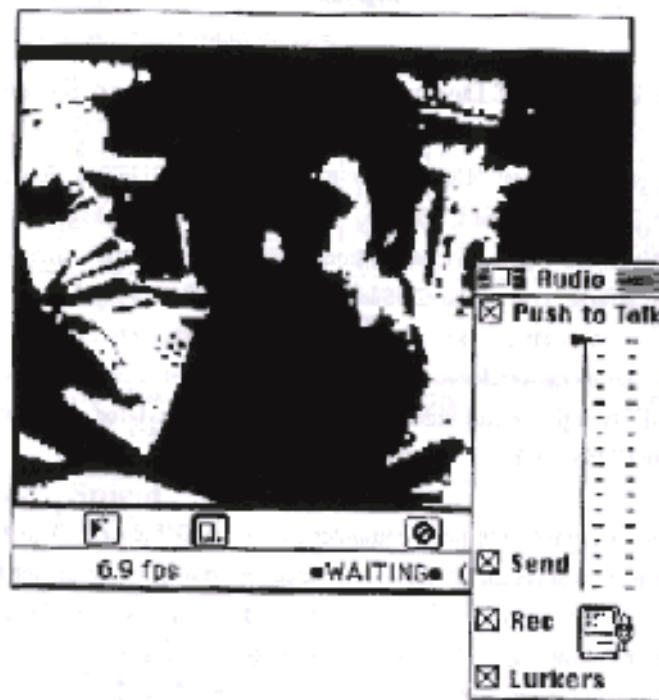 Audio
Push to Talk
6.9 fps
WAITING (
Send
Rec
Lurkers